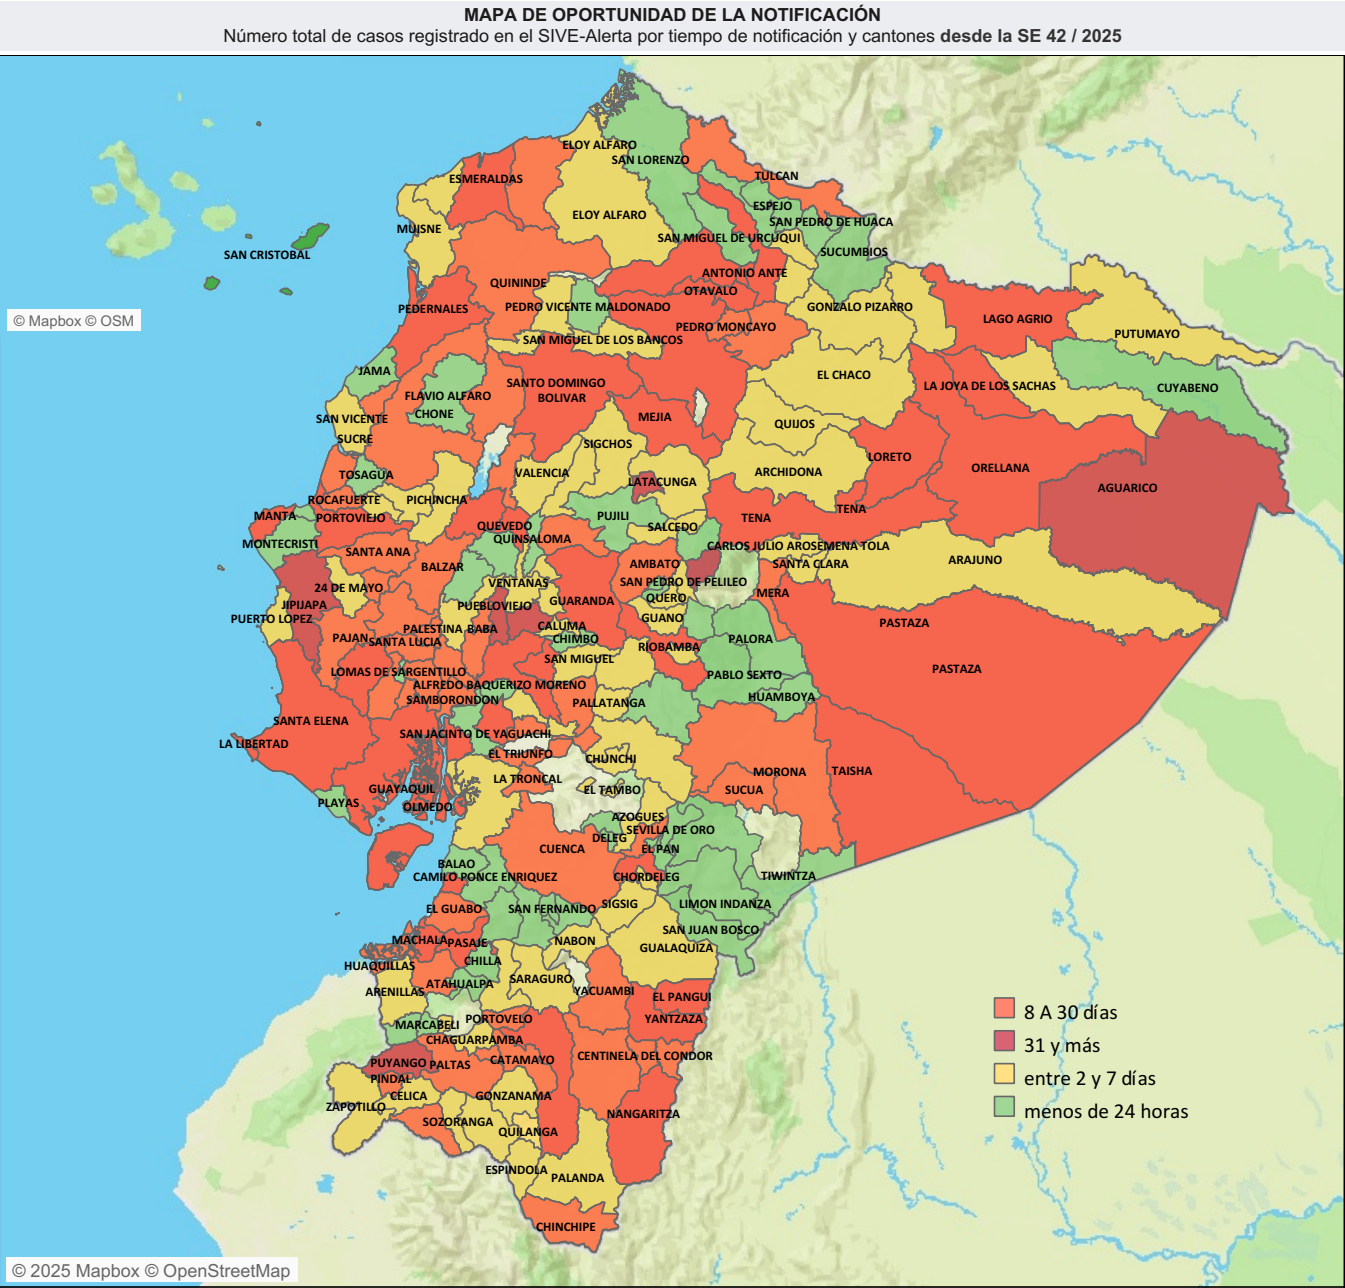 MAPA DE OPORTUNIDAD DE LA NOTIFICACIÓN
Número total de casos registrado en el SIVE-Alerta por tiempo de notificación y cantones desde la SE 42 / 2025
ELOY ALFARO
SAN LORENZO
ESMERALDAS
TULCAN
ESPEJO
ELOY ALFARO
SAN PEDRO DE HUACA
MUISNE
SAN MIGUEL DE URCUQUI
SAN CRISTOBAL
SUCUMBIOS
ANTONIO ANTE
QUININDE
OTAVALO
PEDERNALES
PEDRO VICENTE MALDONADO
GONZALO PIZARRO
© Mapbox © OSM
LAGO AGRIO
PEDRO MONCAYO
PUTUMAYO
SAN MIGUEL DE LOS BANCOS
JAMA
EL CHACO
SANTO DOMINGO
LA JOYA DE LOS SACHAS
CUYABENO
FLAVIO ALFARO
BOLIVAR
CHONE
SAN VICENTE
MEJIA
QUIJOS
SUCRE
SIGCHOS
LORETO
TOSAGUA
VALENCIA
ARCHIDONA
ORELLANA
LATACUNGA
AGUARICO
ROCAFUERTE
PICHINCHA
TENA
MANTA
PORTOVIEJO
PUJILI
TENA
QUEVEDO
SALCEDO
MONTECRISTI
QUINSALOMA
CARLOS JULIO AROSEMENA TOLA
SANTA ANA
ARAJUNO
BALZAR
AMBATO
SANTA CLARA
24 DE MAYO
VENTANAS
SAN PEDRO DE PELILEO
MERA
JIPIJAPA
PUEBLOVIEJO
GUARANDA
QUERO
PUERTO LOPEZ
GUANO
PASTAZA
PALESTINA
BABA
CALUMA
PAJAN
SANTA LUCIA
CHIMBO
PALORA
RIOBAMBA
SAN MIGUEL
PASTAZA
LOMAS DE SARGENTILLO
PABLO SEXTO
ALFREDO BAQUERIZO MORENO
HUAMBOYA
SAMBORONDON
PALLATANGA
SANTA ELENA
SAN JACINTO DE YAGUACHI
LA LIBERTAD
EL TRIUNFO
CHUNCHI
MORONA
TAISHA
LA TRONCAL
GUAYAQUIL
EL TAMBO
SUCUA
PLAYAS
OLMEDO
AZOGUES
SEVILLA DE ORO
DELEG
CUENCA
EL PAN
BALAO
CAMILO PONCE ENRIQUEZ
CHORDELEG
TIWINTZA
EL GUABO
SAN FERNANDO
SIGSIG
LIMON INDANZA
SAN JUAN BOSCO
MACHALA
PASAJE
NABON
GUALAQUIZA
CHILLA
HUAQUILLAS
SARAGURO
ATAHUALPA
YACUAMBI
ARENILLAS
EL PANGUI
PORTOVELO
YANTZAZA
8 A 30 días
MARCABELI
CHAGUARPAMBA
31 y más
CATAMAYO
CENTINELA DEL CONDOR
PUYANGO
PALTAS
PINDAL
entre 2 y 7 días
CELICA
GONZANAMA
ZAPOTILLO
NANGARITZA
menos de 24 horas
SOZORANGA
QUILANGA
ESPINDOLA
PALANDA
CHINCHIPE
© 2025 Mapbox © OpenStreetMap